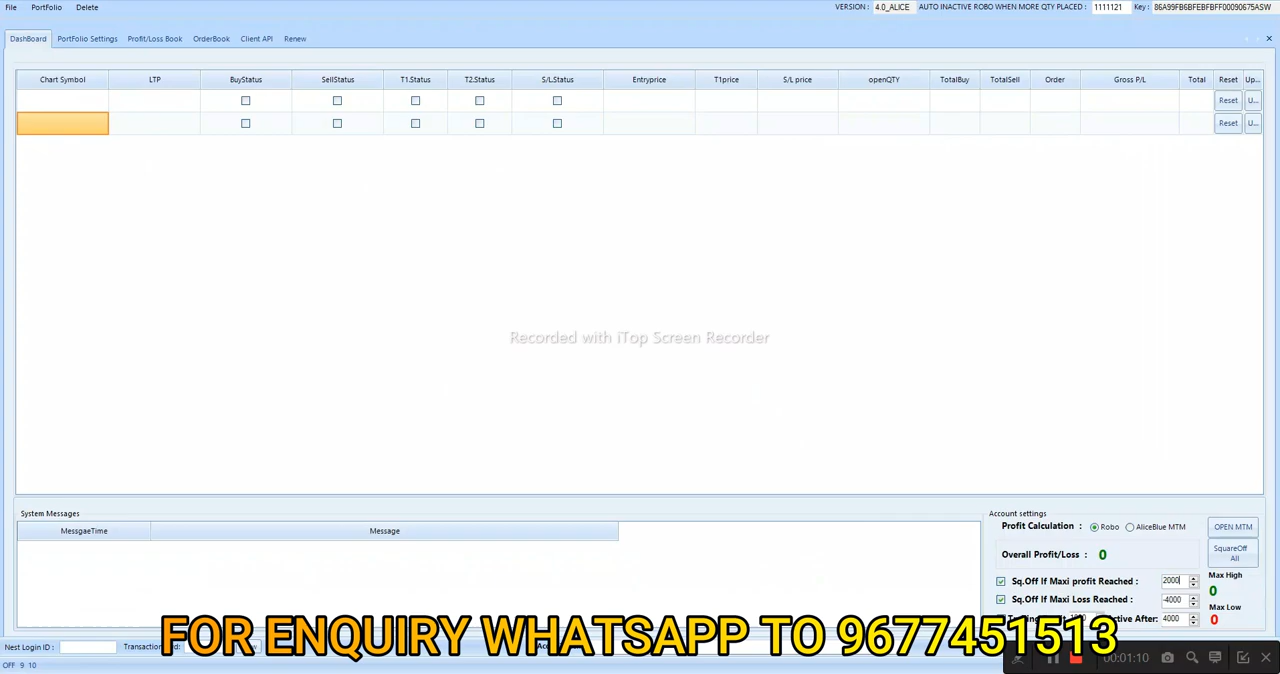 File PortFolio Delete VERSION : 4.0_ALICE AUTO INACTIVE ROBO WHEN MORE QTY PLACED : 1111121 Key : 86A99FB6BFEBFBFF00090675ASW
DashBoard PortFolio Settings Profit/Loss Book OrderBook Client API Renew
Chart Symbol LTP BuyStatus SellStatus T1.Status T2.Status S/L.Status Entryprice T1price S/L price openQTY TotalBuy TotalSell Order Gross P/L Total Reset Up...
Reset U...
Reset U...
Recorded with iTop Screen Recorder
System Messages
MessgaeTime Message
Account settings
Profit Calculation : Robo AliceBlue MTM OPEN MTM
Overall Profit/Loss : 0 SquareOff All
Sq.Off If Maxi profit Reached : 2000 Max High
0
Sq.Off If Maxi Loss Reached : -4000 Max Low
After: 4000 0
FOR ENQUIRY WHATSAPP TO 9677451513
Nest Login ID :
00:01:10
OFF 9 10